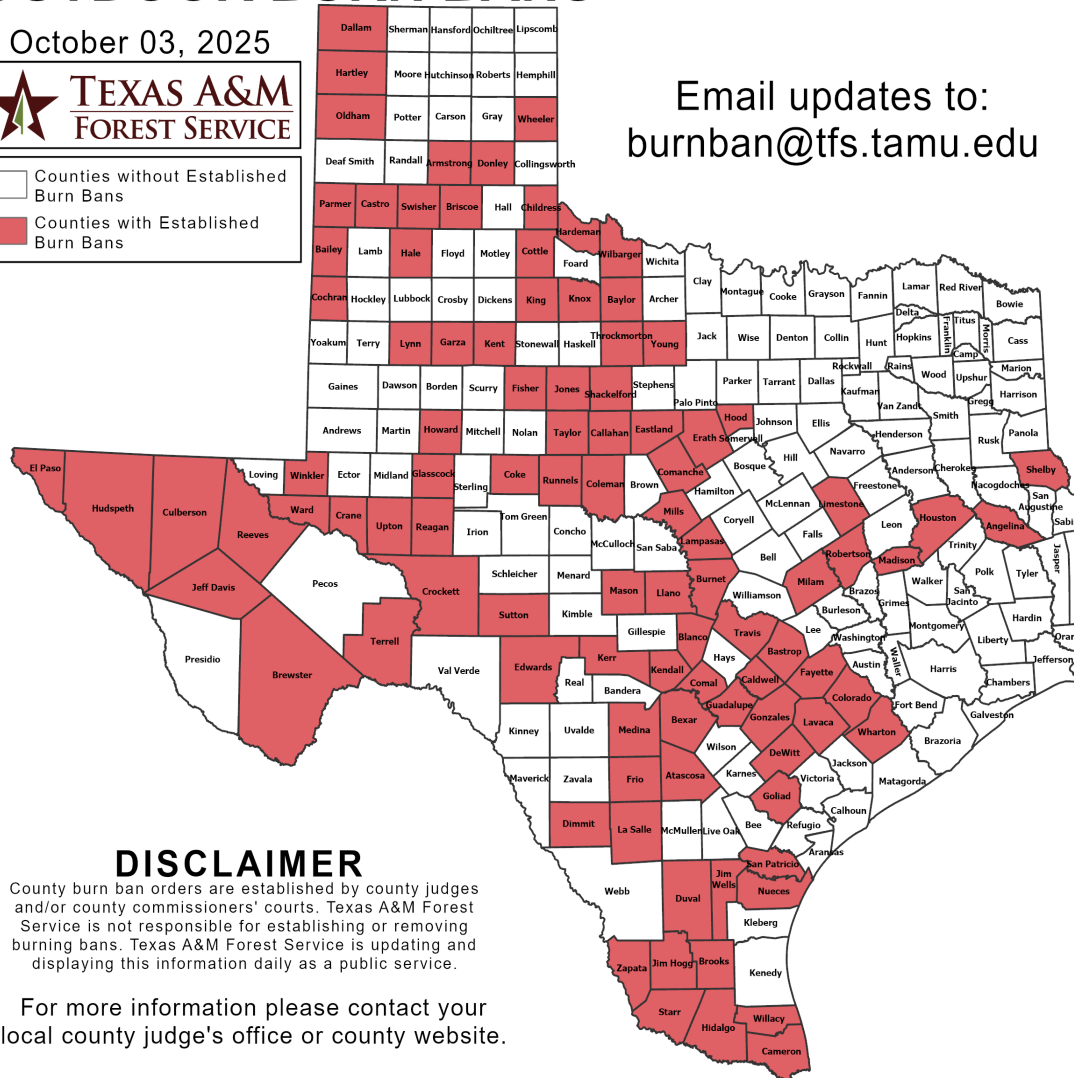 October 03, 2025
TEXAS A&M
FOREST SERVICE
Counties without Established
Burn Bans
Counties with Established
Burn Bans
Email updates to:
burnban@tfs.tamu.edu
Dallam Sherman Hansford Ochiltree Lipscomb
Hartley Moore Hutchinson Roberts Hemphill
Oldham Potter Carson Gray Wheeler
Deaf Smith Randall Armstrong Donley Collingsworth
Parmer Castro Swisher Briscoe Hall Childress
Hardeman
Bailey Lamb Hale Floyd Motley Cottle Foard Wilbarger Wichita
Clay Montague Cooke Grayson Fannin Lamar Red River Bowie
Cochran Hockley Lubbock Crosby Dickens King Knox Baylor Archer
Delta Franklin Titus Morris Cass
Yoakum Terry Lynn Garza Kent Stonewall Haskell Throckmorton Young Jack Wise Denton Collin Hunt Hopkins
Camp
Rockwall Rains Wood Upshur Marion
Gaines Dawson Borden Scurry Fisher Jones Shackelford Stephens Palo Pinto Parker Tarrant Dallas Kaufman Van Zandt Smith Gregg Harrison
Andrews Martin Howard Mitchell Nolan Taylor Callahan Eastland Erath Hood Somervell Johnson Ellis Henderson Rusk Panola
El Paso Loving Winkler Ector Midland Glasscock Sterling Coke Runnels Coleman Brown Comanche Bosque Hill Navarro Anderson Cherokee Nacogdoches Shelby
Hudspeth Culberson Reeves Ward Crane Upton Reagan Irion Tom Green Concho McCulloch San Saba Mills Hamilton Coryell McLennan Limestone Freestone Leon Houston Angelina San
Augustine Sabi
Jeff Davis Pecos Crockett Schleicher Menard Lampasas Bell Falls Robertson Madison Trinity Polk Tyler Jasper
Presidio Brewster Terrell Sutton Kimble Mason Llano Burnet Williamson Milam Brazos Burleson Grimes Walker San
Jacinto
Hardin Oran
Val Verde Edwards Real Kerr Gillespie Blanco Travis Bastrop Lee Washington Montgomery Liberty Jefferson
Bandera Kendall Hays Comal Caldwell Fayette Austin Waller Harris Chambers
Kinney Uvalde Medina Bexar Guadalupe Gonzales Lavaca Colorado Wharton Fort Bend Galveston
Brazoria
Maverick Zavala Frio Atascosa Wilson Karnes DeWitt Victoria Jackson Matagorda
Dimmit La Salle McMullen Live Oak Bee Goliad Refugio Calhoun
Aransas
Webb Duval Jim
Wells San Patricio Nueces
Kleberg
Zapata Jim Hogg Brooks Kenedy
Starr Hidalgo Willacy
Cameron
DISCLAIMER
County burn ban orders are established by county judges
and/or county commissioners' courts. Texas A&M Forest
Service is not responsible for establishing or removing
burning bans. Texas A&M Forest Service is updating and
displaying this information daily as a public service.
For more information please contact your
local county judge's office or county website.